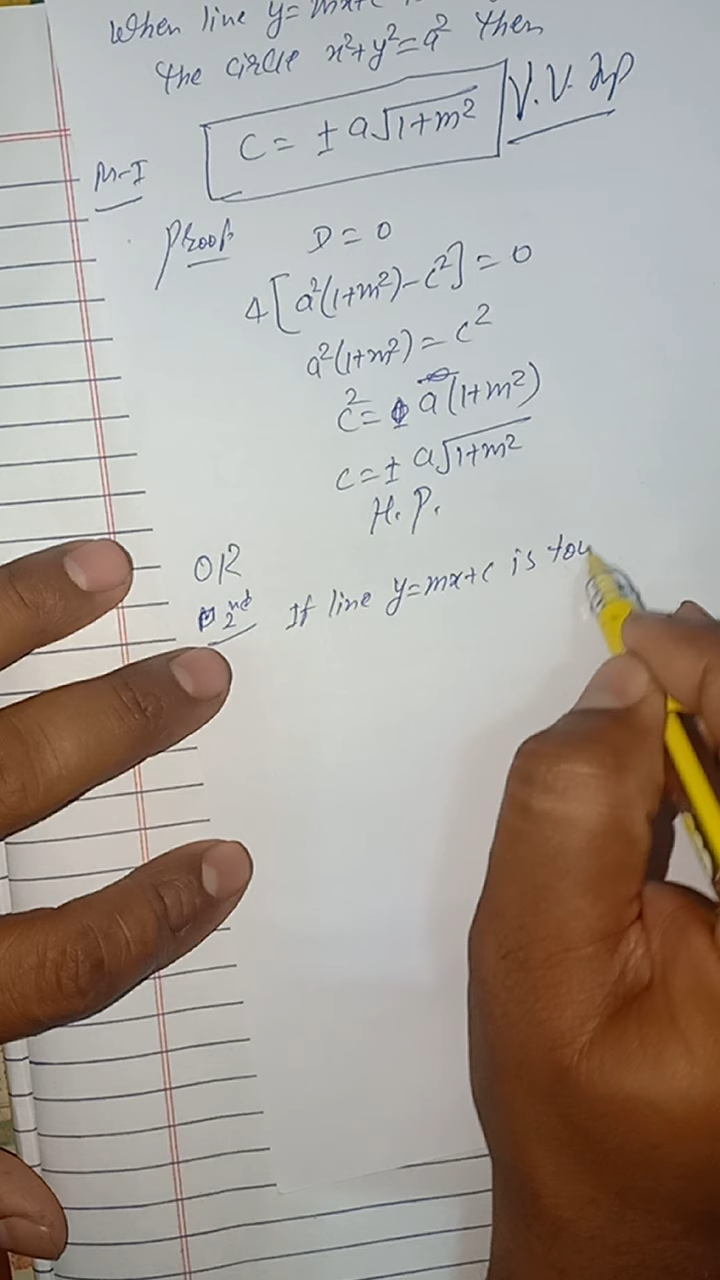 When line y=mx+c
the circle x²+y²=a² then
C = ± a√1+m² V.V. Imp
M-I
Proof D = 0
4[a²(1+m²)-c²] = 0
a²(1+m²) = c²
c² = a(1+m²)
c = ± a√1+m²
H.P.
OR
2nd If line y=mx+c is tou